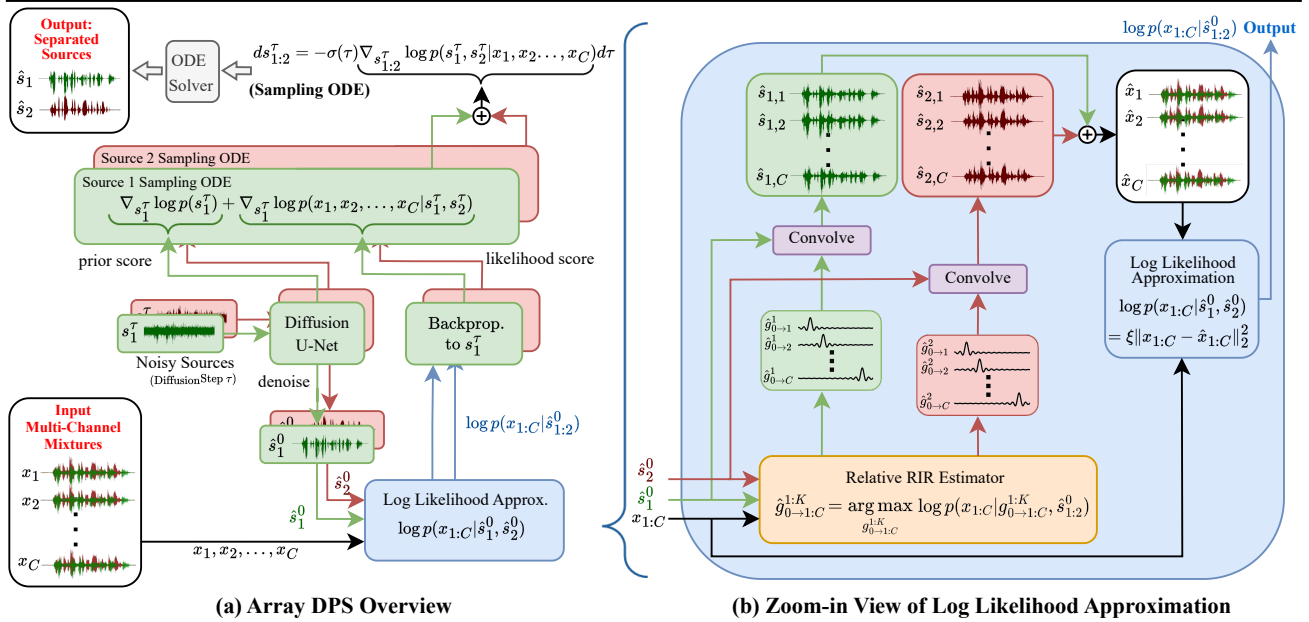 Output:
Separated
Sources
ŝ_1
ŝ_2
ODE
Solver
ds^τ_{1:2} = −σ(τ)∇_{s^τ_{1:2}} log p(s^τ_1, s^τ_2|x_1, x_2 . . . , x_C)dτ
(Sampling ODE)
Source 2 Sampling ODE
Source 1 Sampling ODE
∇_{s^τ_1} log p(s^τ_1) + ∇_{s^τ_1} log p(x_1, x_2, . . . , x_C|s^τ_1, s^τ_2)
prior score
likelihood score
s^τ_1
Noisy Sources
(Diffusion Step τ)
Diffusion
U-Net
Backprop.
to s^τ_1
denoise
ŝ^0_1
log p(x_{1:C}|ŝ^0_{1:2})
Input
Multi-Channel
Mixtures
x_1
x_2
x_C
ŝ^0_2
ŝ^0_1
Log Likelihood Approx.
log p(x_{1:C}|ŝ^0_1, ŝ^0_2)
x_1, x_2, . . . , x_C
(a) Array DPS Overview
log p(x_{1:C}|ŝ^0_{1:2}) Output
ŝ_{1,1}
ŝ_{1,2}
ŝ_{1,C}
ŝ_{2,1}
ŝ_{2,2}
ŝ_{2,C}
x̂_1
x̂_2
x̂_C
Convolve
Convolve
Log Likelihood
Approximation
log p(x_{1:C}|ŝ^0_1, ŝ^0_2)
= ξ‖x_{1:C} − x̂_{1:C}‖^2_2
ĝ^1_{0→1}
ĝ^1_{0→2}
ĝ^1_{0→C}
ĝ^2_{0→1}
ĝ^2_{0→2}
ĝ^2_{0→C}
ŝ^0_2
ŝ^0_1
x_{1:C}
Relative RIR Estimator
ĝ^{1:K}_{0→1:C} = arg max_{g^{1:K}_{0→1:C}} log p(x_{1:C}|g^{1:K}_{0→1:C}, ŝ^0_{1:2})
(b) Zoom-in View of Log Likelihood Approximation